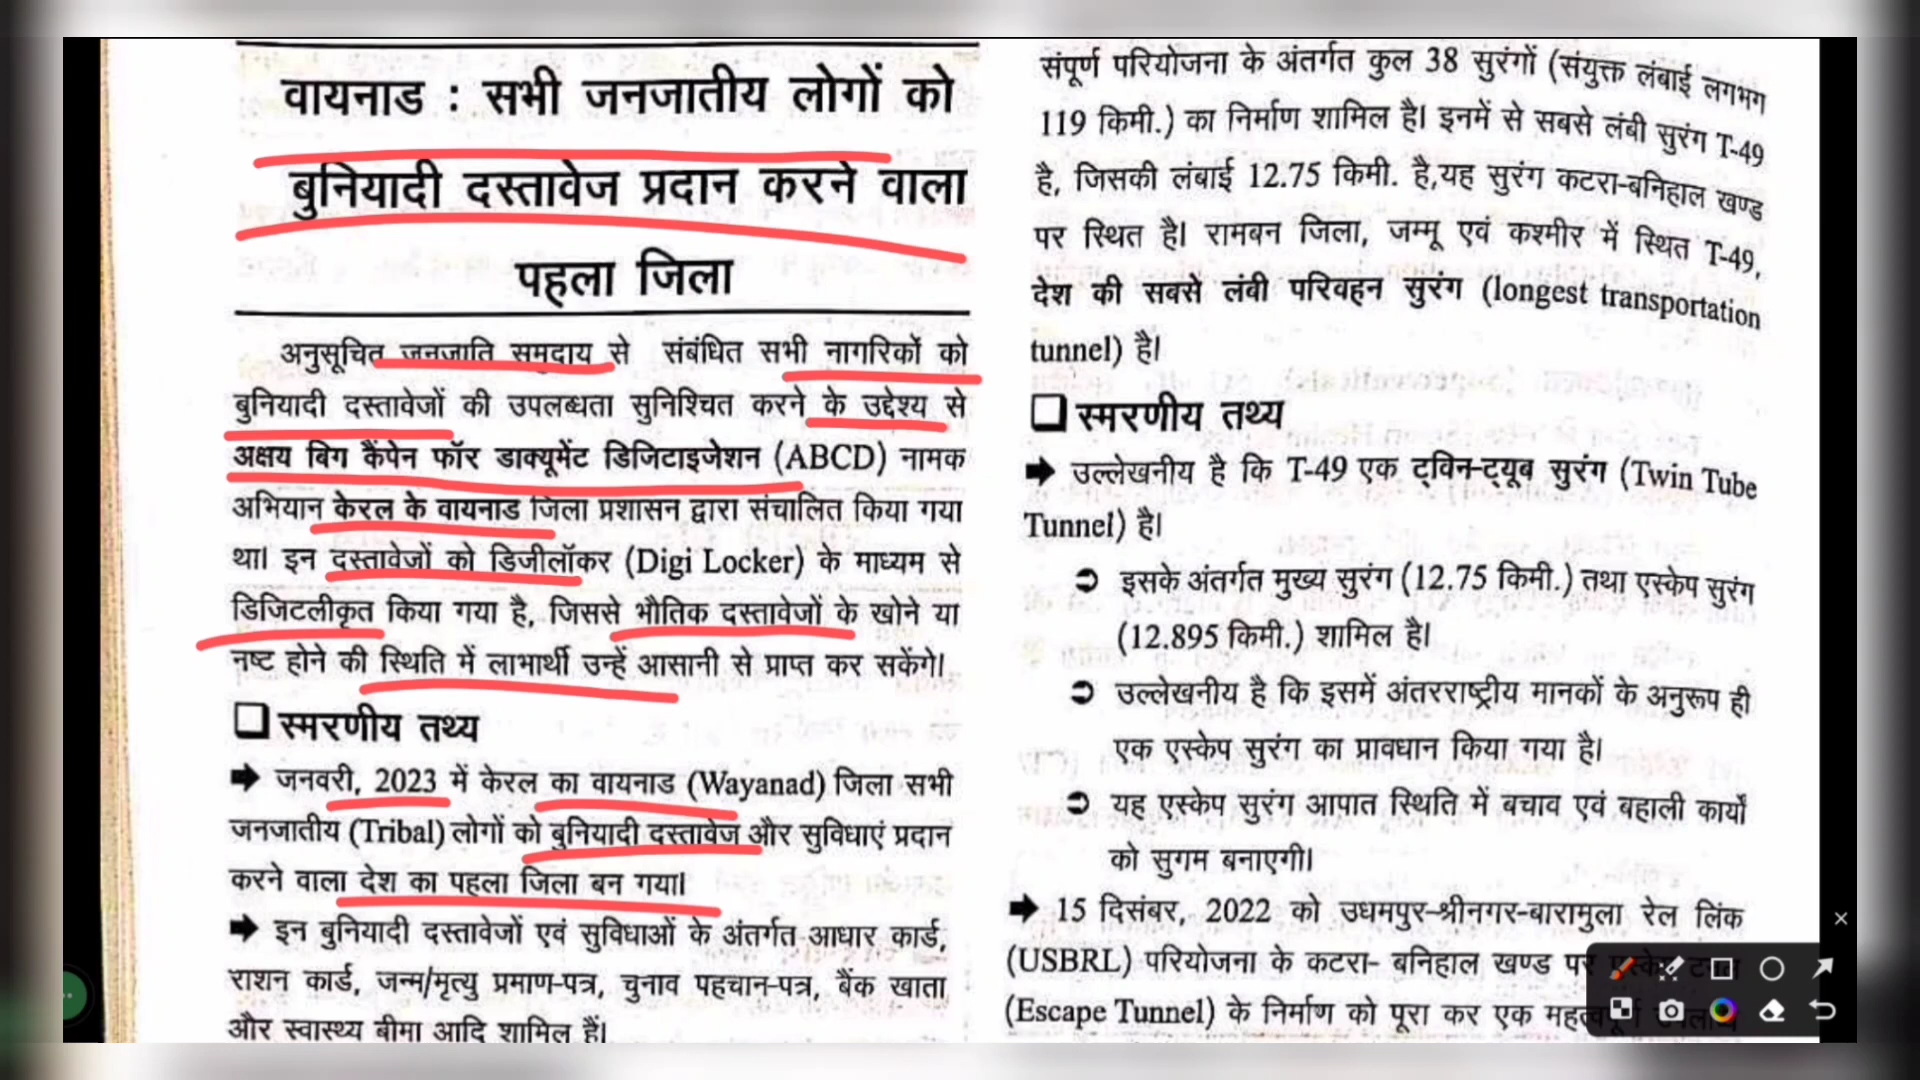 वायनाड : सभी जनजातीय लोगों को
बुनियादी दस्तावेज प्रदान करने वाला
पहला जिला
अनुसूचित जनजाति समुदाय से संबंधित सभी नागरिकों को
बुनियादी दस्तावेजों की उपलब्धता सुनिश्चित करने के उद्देश्य से
अक्षय बिग कैंपेन फॉर डाक्यूमेंट डिजिटाइजेशन (ABCD) नामक
अभियान केरल के वायनाड जिला प्रशासन द्वारा संचालित किया गया
था। इन दस्तावेजों को डिजीलॉकर (Digi Locker) के माध्यम से
डिजिटलीकृत किया गया है, जिससे भौतिक दस्तावेजों के खोने या
नष्ट होने की स्थिति में लाभार्थी उन्हें आसानी से प्राप्त कर सकेंगे।
स्मरणीय तथ्य
➡ जनवरी, 2023 में केरल का वायनाड (Wayanad) जिला सभी
जनजातीय (Tribal) लोगों को बुनियादी दस्तावेज और सुविधाएं प्रदान
करने वाला देश का पहला जिला बन गया।
➡ इन बुनियादी दस्तावेजों एवं सुविधाओं के अंतर्गत आधार कार्ड,
राशन कार्ड, जन्म/मृत्यु प्रमाण-पत्र, चुनाव पहचान-पत्र, बैंक खाता
और स्वास्थ्य बीमा आदि शामिल हैं।
संपूर्ण परियोजना के अंतर्गत कुल 38 सुरंगों (संयुक्त लंबाई लगभग
119 किमी.) का निर्माण शामिल है। इनमें से सबसे लंबी सुरंग T-49
है, जिसकी लंबाई 12.75 किमी. है,यह सुरंग कटरा-बनिहाल खण्ड
पर स्थित है। रामबन जिला, जम्मू एवं कश्मीर में स्थित T-49,
देश की सबसे लंबी परिवहन सुरंग (longest transportation
tunnel) है।
स्मरणीय तथ्य
➡ उल्लेखनीय है कि T-49 एक ट्विन-ट्यूब सुरंग (Twin Tube
Tunnel) है।
इसके अंतर्गत मुख्य सुरंग (12.75 किमी.) तथा एस्केप सुरंग
(12.895 किमी.) शामिल है।
उल्लेखनीय है कि इसमें अंतरराष्ट्रीय मानकों के अनुरूप ही
एक एस्केप सुरंग का प्रावधान किया गया है।
यह एस्केप सुरंग आपात स्थिति में बचाव एवं बहाली कार्यों
को सुगम बनाएगी।
➡ 15 दिसंबर, 2022 को उधमपुर-श्रीनगर-बारामुला रेल लिंक
(USBRL) परियोजना के कटरा- बनिहाल खण्ड पर
(Escape Tunnel) के निर्माण को पूरा कर एक